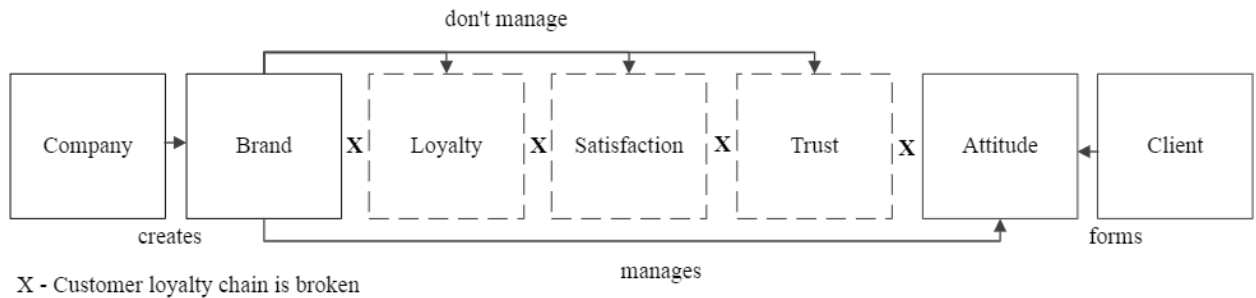 don't manage
Company
Brand
X
Loyalty
X
Satisfaction
X
Trust
X
Attitude
Client
creates
forms
manages
X - Customer loyalty chain is broken